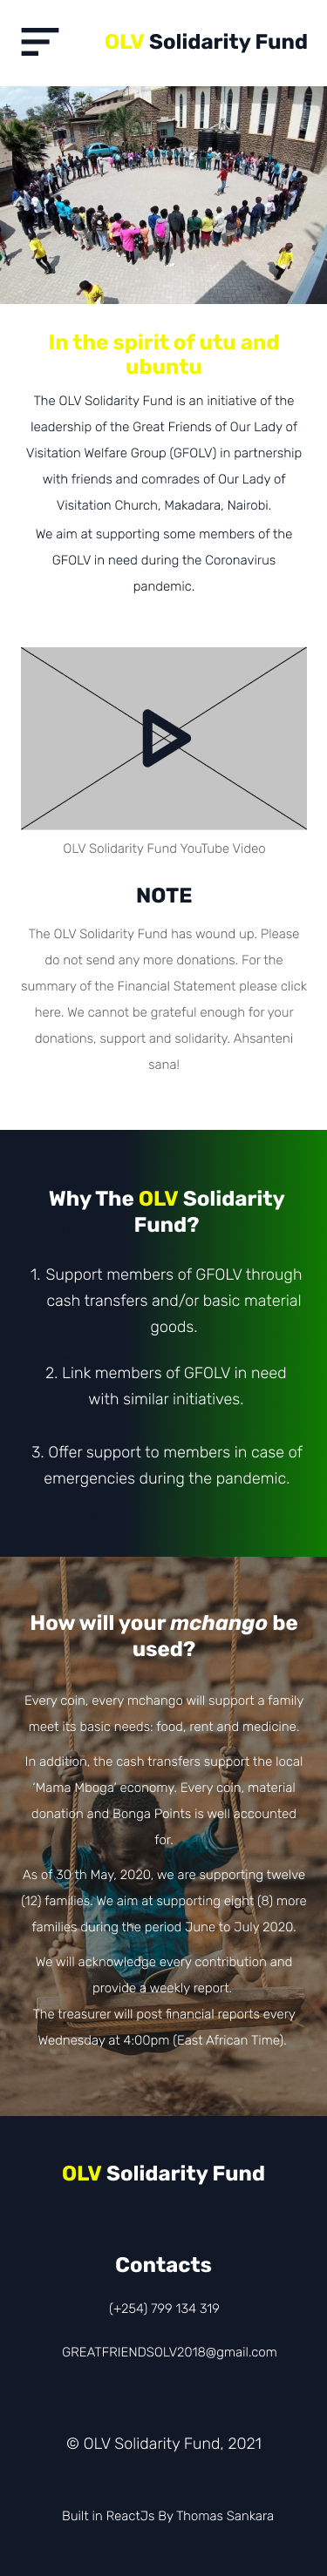 OLV Solidarity Fund
In the spirit of utu and
ubuntu
The OLV Solidarity Fund is an initiative of the
leadership of the Great Friends of Our Lady of
Visitation Welfare Group (GFOLV) in partnership
with friends and comrades of Our Lady of
Visitation Church, Makadara, Nairobi.
We aim at supporting some members of the
GFOLV in need during the Coronavirus
pandemic.
OLV Solidarity Fund YouTube Video
NOTE
The OLV Solidarity Fund has wound up. Please
do not send any more donations. For the
summary of the Financial Statement please click
here. We cannot be grateful enough for your
donations, support and solidarity. Ahsanteni
sana!
Why The OLV Solidarity
Fund?
1. Support members of GFOLV through
cash transfers and/or basic material
goods.
2. Link members of GFOLV in need
with similar initiatives.
3. Offer support to members in case of
emergencies during the pandemic.
How will your mchango be
used?
Every coin, every mchango will support a family
meet its basic needs: food, rent and medicine.
In addition, the cash transfers support the local
‘Mama Mboga’ economy. Every coin, material
donation and Bonga Points is well accounted
for.
As of 30 th May, 2020, we are supporting twelve
(12) families. We aim at supporting eight (8) more
families during the period June to July 2020.
We will acknowledge every contribution and
provide a weekly report.
The treasurer will post financial reports every
Wednesday at 4:00pm (East African Time).
OLV Solidarity Fund
Contacts
(+254) 799 134 319
GREATFRIENDSOLV2018@gmail.com
© OLV Solidarity Fund, 2021
Built in ReactJs By Thomas Sankara